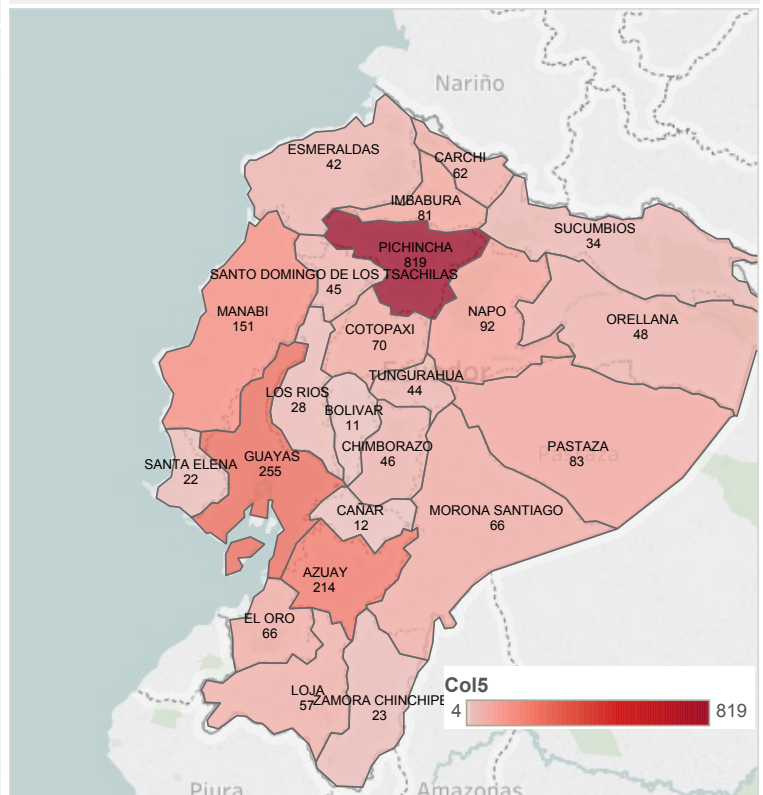 Nariño
ESMERALDAS
42
CARCHI
62
IMBABURA
81
SUCUMBIOS
34
PICHINCHA
819
SANTO DOMINGO DE LOS TSACHILAS
45
MANABI
151
NAPO
92
ORELLANA
48
COTOPAXI
70
Ecuador
TUNGURAHUA
44
LOS RIOS
28
BOLIVAR
11
CHIMBORAZO
46
PASTAZA
83
Pastaza
SANTA ELENA
22
GUAYAS
255
CAÑAR
12
MORONA SANTIAGO
66
AZUAY
214
EL ORO
66
LOJA
57
ZAMORA CHINCHIPE
23
Col5
4
819
Piura
Amazonas